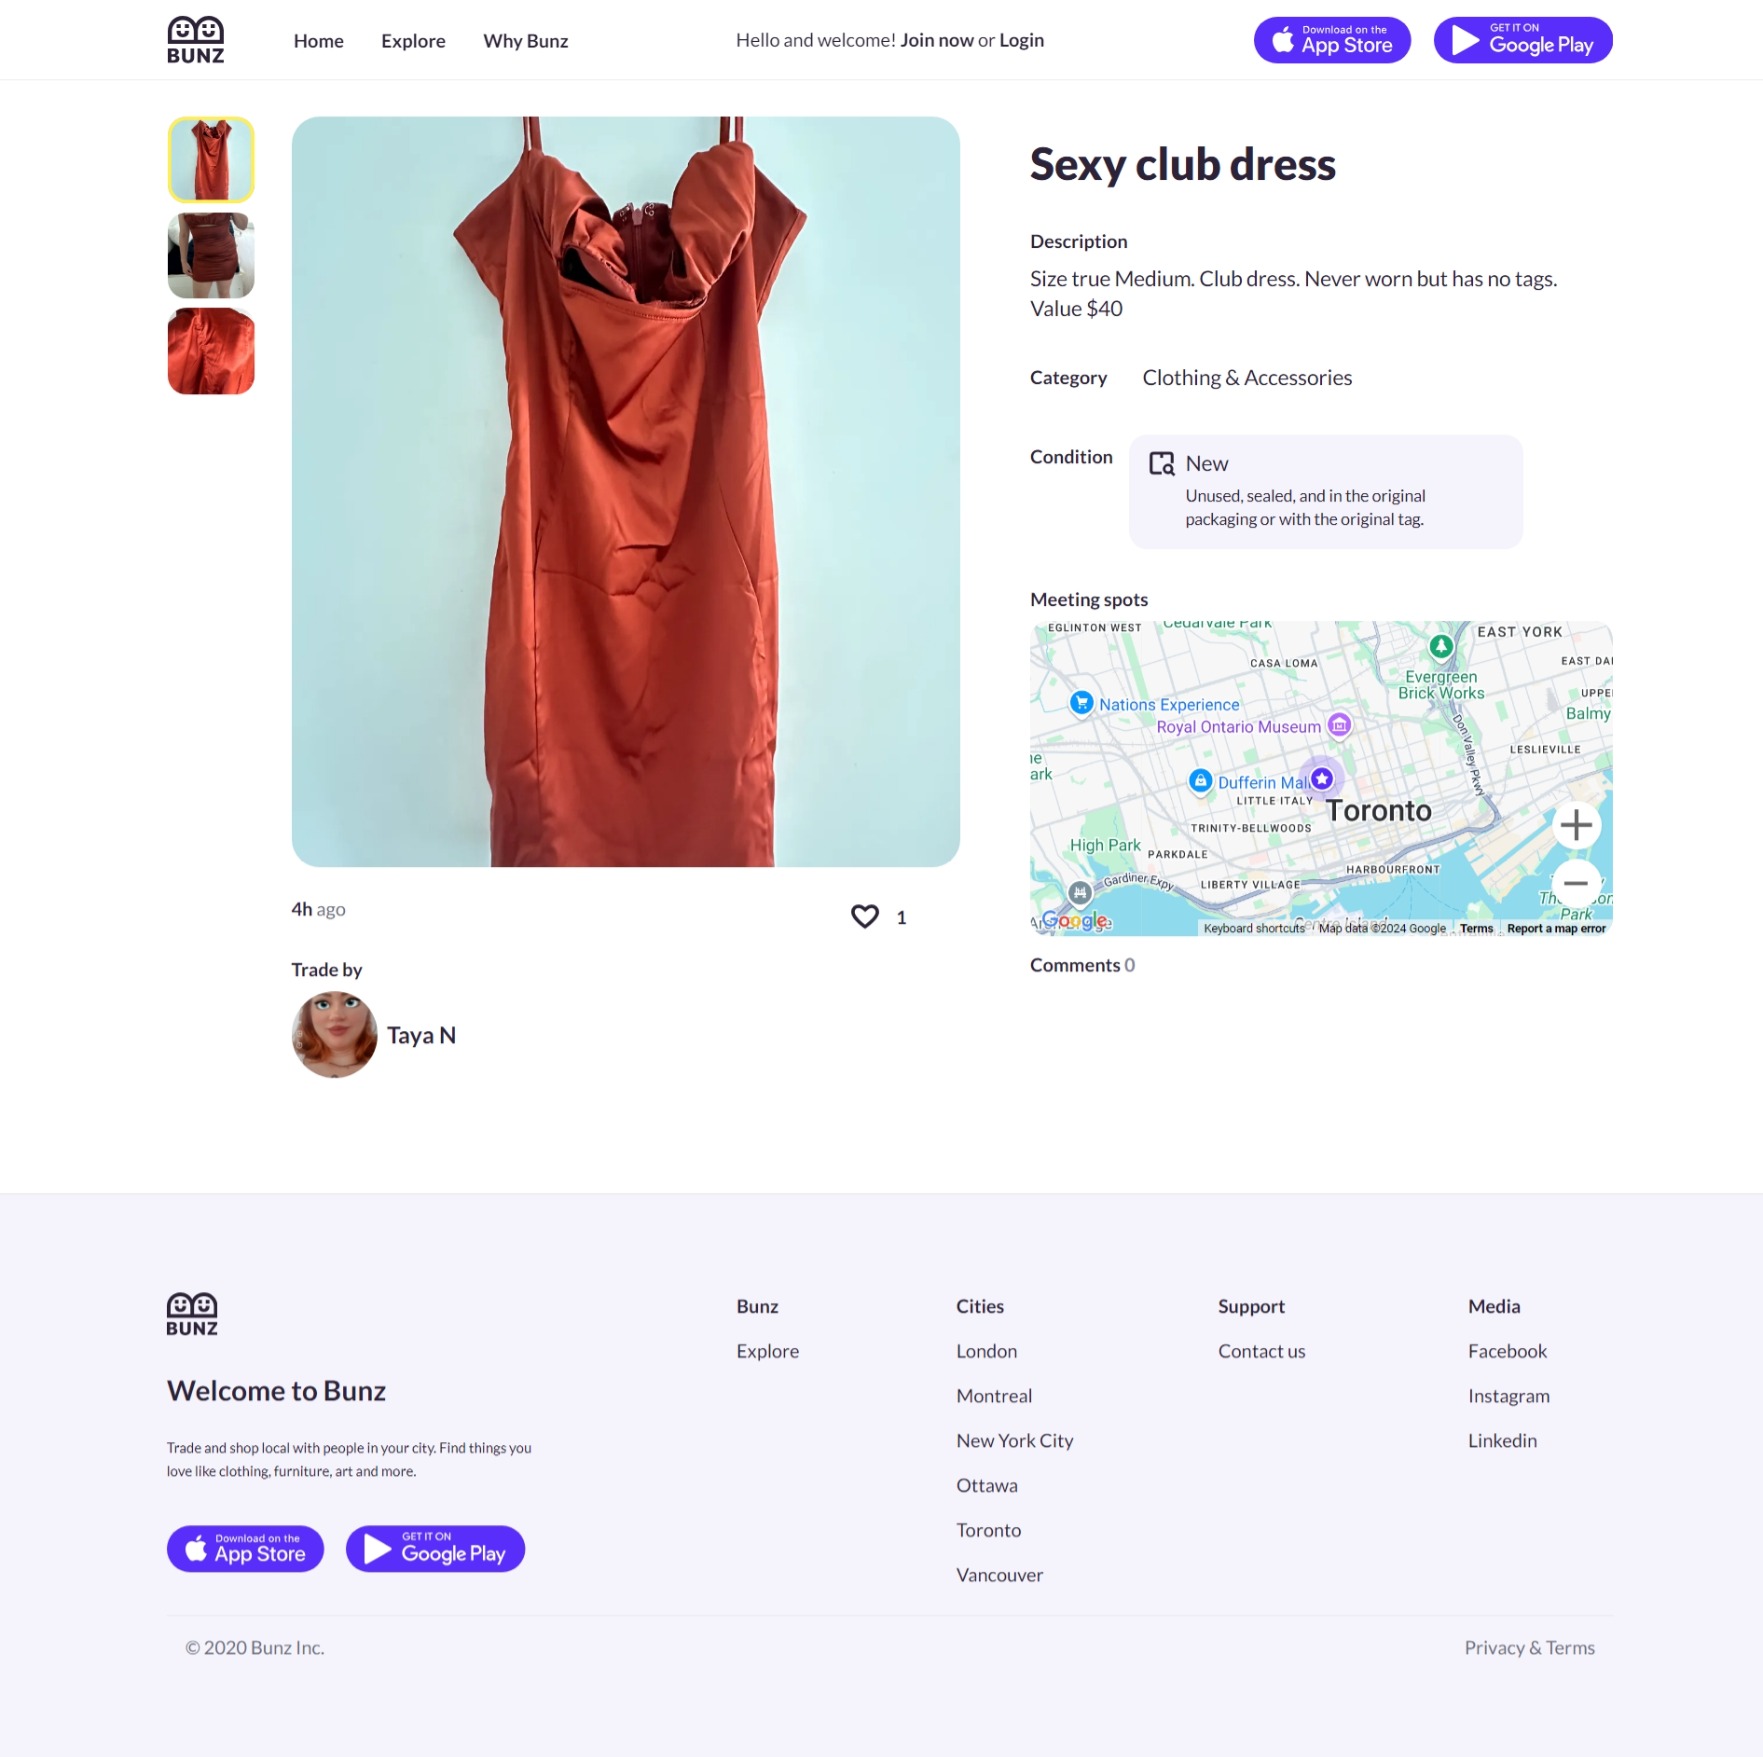 BUNZ
Home
Explore
Why Bunz
Hello and welcome! Join now or Login
Download on the
App Store
GET IT ON
Google Play
Sexy club dress
Description
Size true Medium. Club dress. Never worn but has no tags.
Value $40
Category
Clothing & Accessories
Condition
New
Unused, sealed, and in the original
packaging or with the original tag.
Meeting spots
EGLINTON WEST
Cedarvale Park
EAST YORK
CASA LOMA
EAST DA
Evergreen
Brick Works
UPPE
Nations Experience
Balmy
Royal Ontario Museum
Don Valley Pkwy
LESLIEVILLE
ark
Dufferin Mall
LITTLE ITALY
Toronto
TRINITY-BELLWOODS
High Park
PARKDALE
HARBOURFRONT
Gardiner Expy
LIBERTY VILLAGE
Park
Google
Centre Island
Keyboard shortcuts
Map data ©2024 Google
Terms
Report a map error
4h ago
1
Comments 0
Trade by
Taya N
BUNZ
Welcome to Bunz
Trade and shop local with people in your city. Find things you
love like clothing, furniture, art and more.
Download on the
App Store
GET IT ON
Google Play
Bunz
Explore
Cities
London
Montreal
New York City
Ottawa
Toronto
Vancouver
Support
Contact us
Media
Facebook
Instagram
Linkedin
© 2020 Bunz Inc.
Privacy & Terms